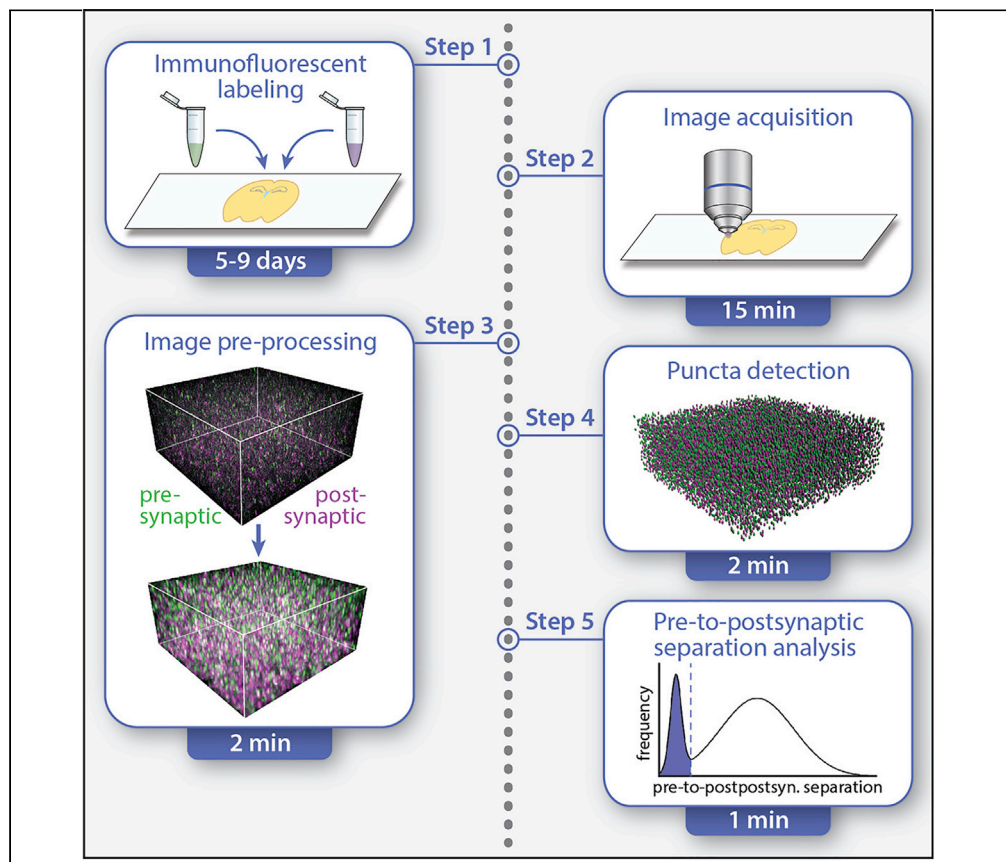 Step 1
Immunofluorescent
labeling
5-9 days
Step 2
Image acquisition
15 min
Step 3
Image pre-processing
pre-
synaptic
post-
synaptic
2 min
Step 4
Puncta detection
2 min
Step 5
Pre-to-postsynaptic
separation analysis
frequency
pre-to-postpostsyn. separation
1 min